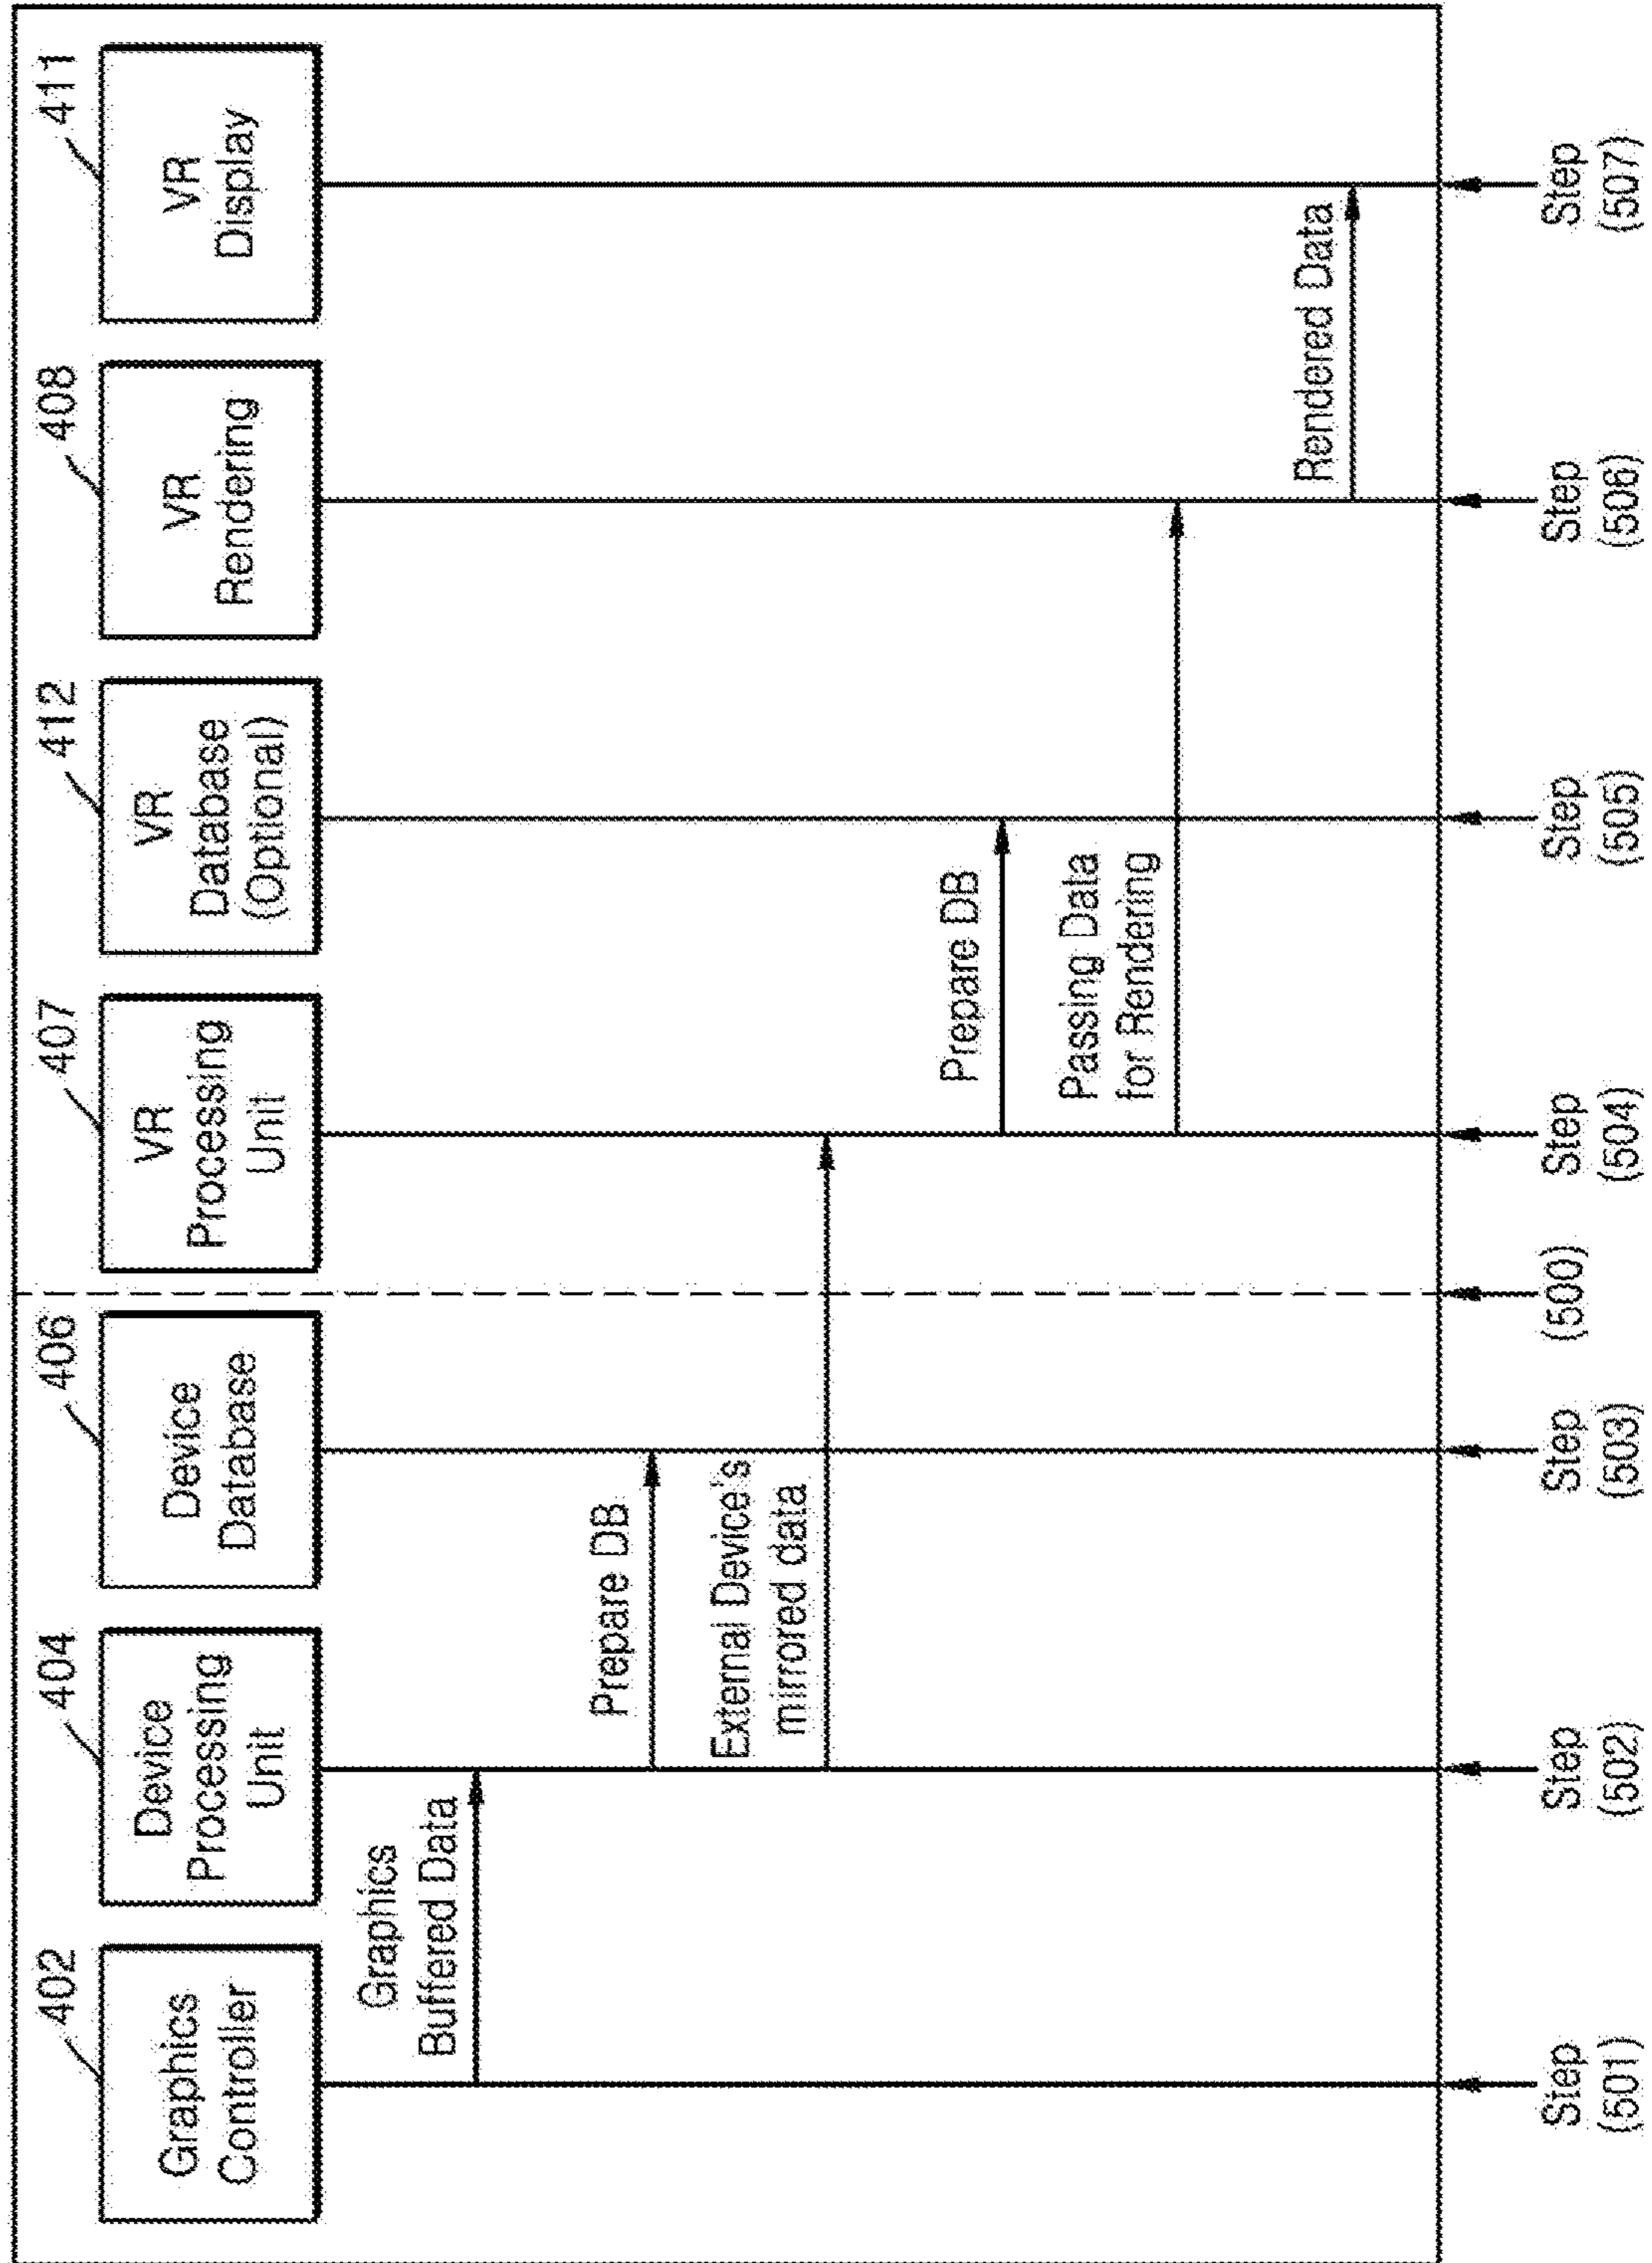 402
404
406
407
412
408
411
Graphics
Controller
Device
Processing
Unit
Device
Database
VR
Processing
Unit
VR
Database
(Optional)
VR
Rendering
VR
Display
Graphics
Buffered Data
Prepare DB
External Device's
mirrored data
Prepare DB
Passing Data
for Rendering
Rendered Data
Step
(501)
Step
(502)
Step
(503)
(500)
Step
(504)
Step
(505)
Step
(506)
Step
(507)